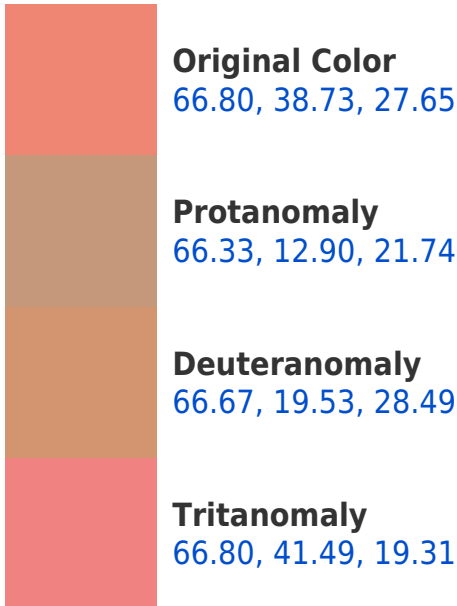 Original Color
66.80, 38.73, 27.65
Protanomaly
66.33, 12.90, 21.74
Deuteranomaly
66.67, 19.53, 28.49
Tritanomaly
66.80, 41.49, 19.31